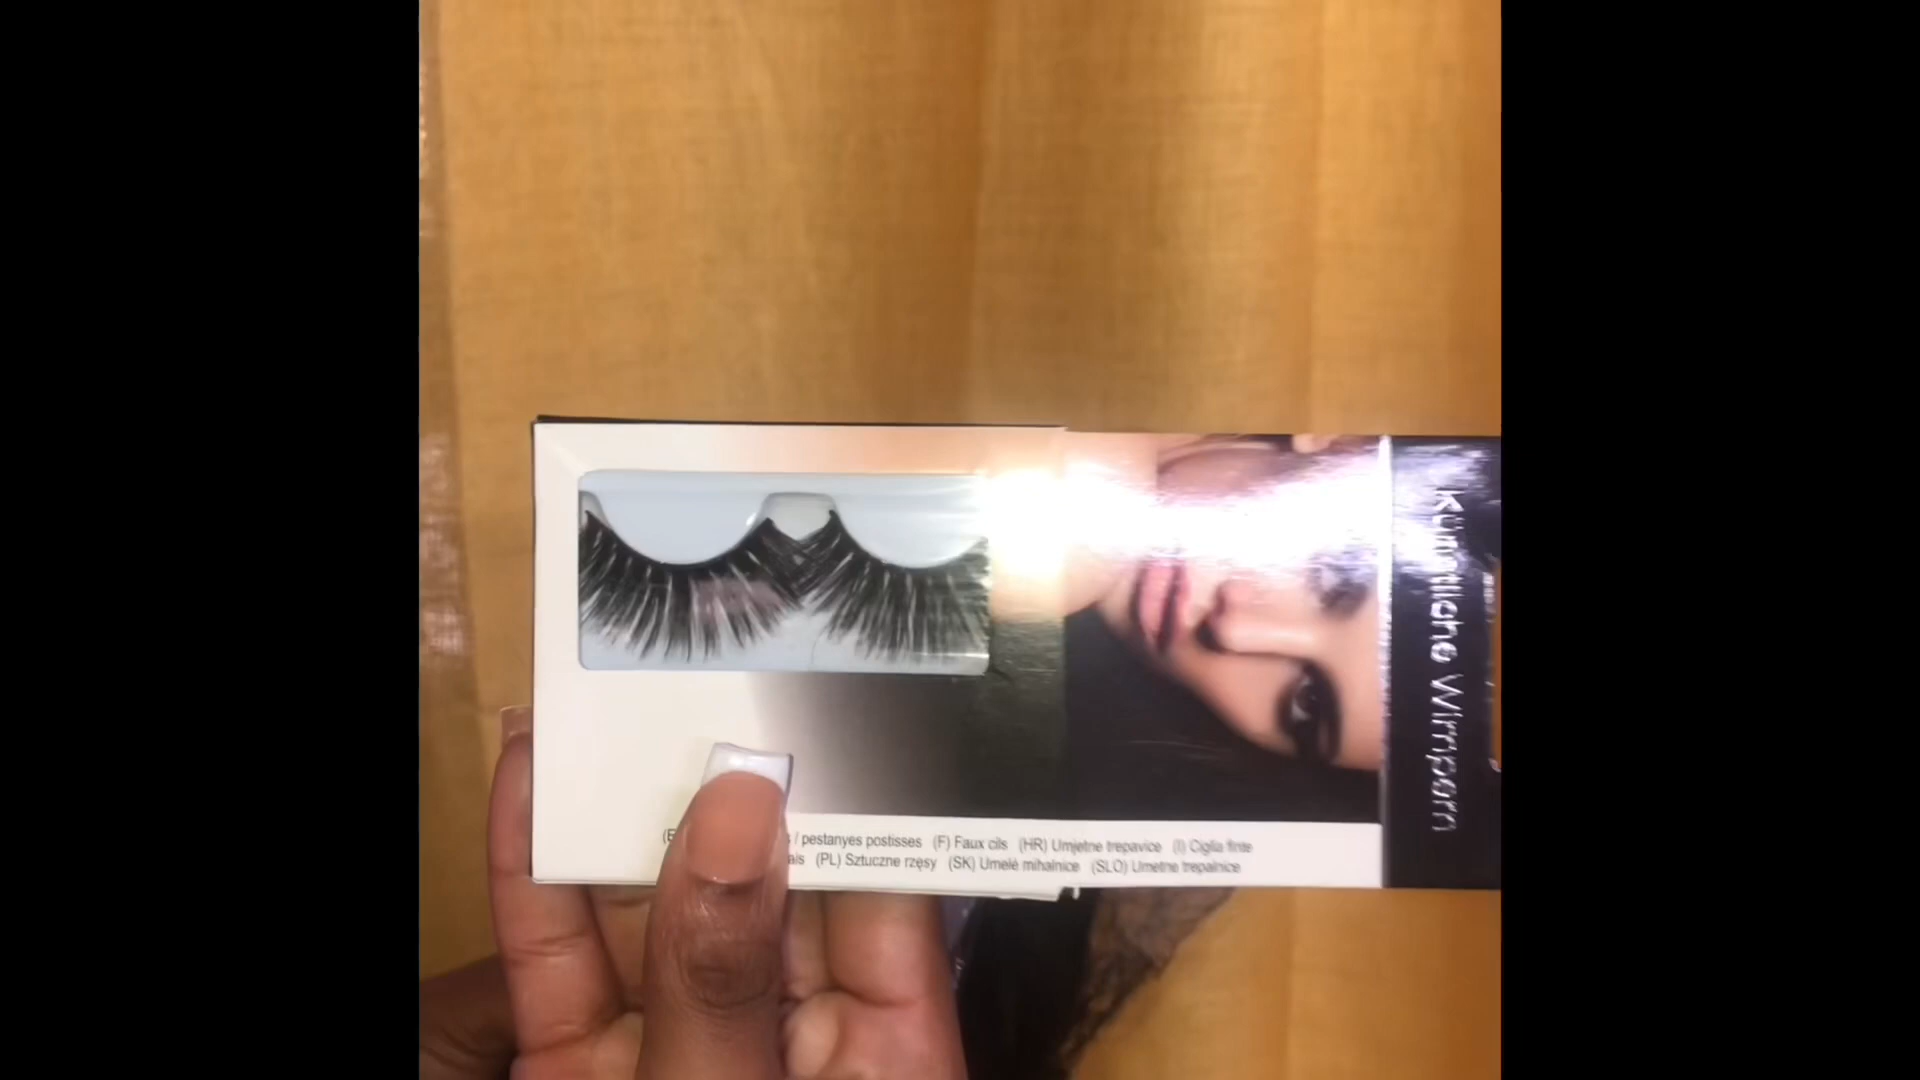 Künstliche Wimpern
/ pestanyes postisses (F) Faux cils (HR) Umjetne trepavice (I) Ciglia finte
(PL) Sztuczne rzęsy (SK) Umelé mihalnice (SLO) Umetne trepalnice